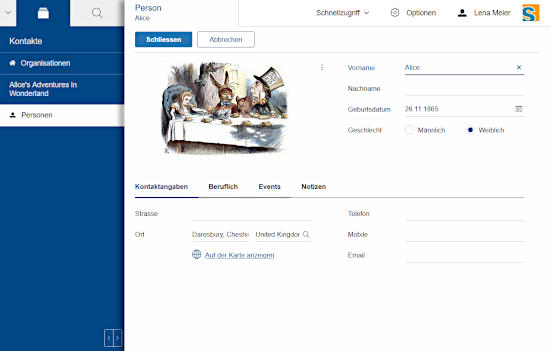 Person
Alice
Schnellzugriff
Optionen
Lena Meier
S
Kontakte
Organisationen
Alice's Adventures in
Wonderland
Personen
Schliessen
Abbrechen
Vorname
Alice
Nachname
Geburtsdatum
26.11.1865
Geschlecht
Männlich
Weiblich
Kontaktangaben
Beruflich
Events
Notizen
Strasse
Ort
Daresbury, Cheshi
United Kingdor
Auf der Karte anzeigen
Telefon
Mobile
Email